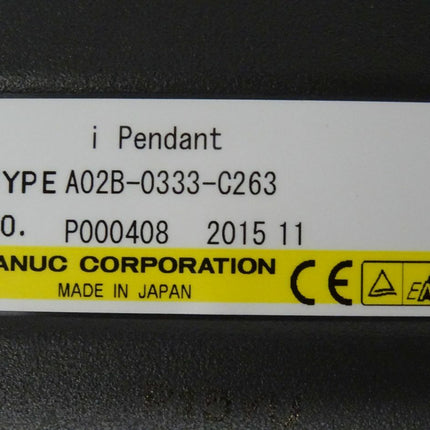 i Pendant
YPE A02B-0333-C263
O. P000408 2015 11
ANUC CORPORATION
MADE IN JAPAN
CE